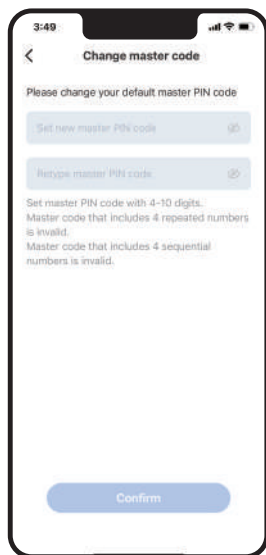 3:49
Change master code
Please change your default master PIN code
Set new master PIN code
Retype master PIN code
Set master PIN code with 4-10 digits.
Master code that includes 4 repeated numbers
is invalid.
Master code that includes 4 sequential
numbers is invalid.
Confirm